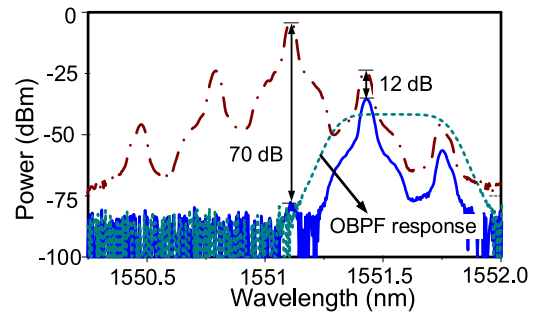 0
-25
-50
-75
-100
Power (dBm)
12 dB
70 dB
OBPF response
1550.5
1551
1551.5
1552.0
Wavelength (nm)